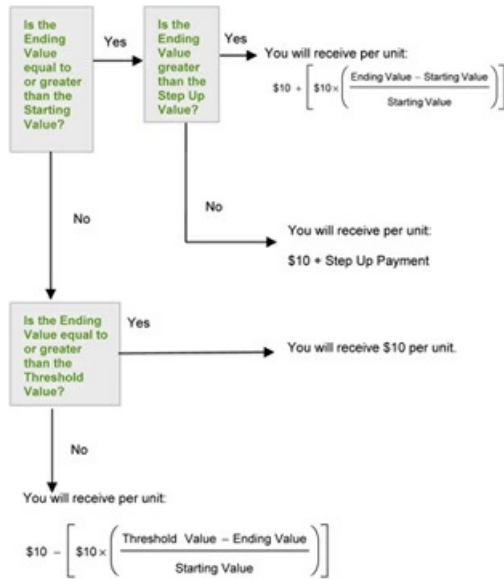 Is the
Ending
Value
equal to
or greater
than the
Starting
Value?
Yes
Is the
Ending
Value
greater
than the
Step Up
Value?
Yes
You will receive per unit:
$10 + [ $10 × ( Ending Value – Starting Value
Starting Value ) ]
No
No
You will receive per unit:
$10 + Step Up Payment
Is the Ending
Value equal to
or greater
than the
Threshold
Value?
Yes
You will receive $10 per unit.
No
You will receive per unit:
$10 – [ $10 × ( Threshold Value – Ending Value
Starting Value ) ]